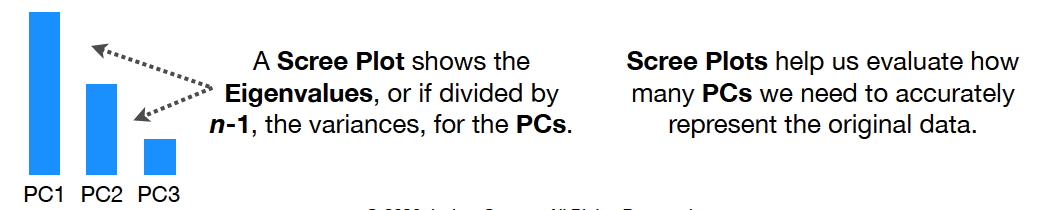 A Scree Plot shows the
Eigenvalues, or if divided by
n-1, the variances, for the PCs.
Scree Plots help us evaluate how
many PCs we need to accurately
represent the original data.
PC1 PC2 PC3